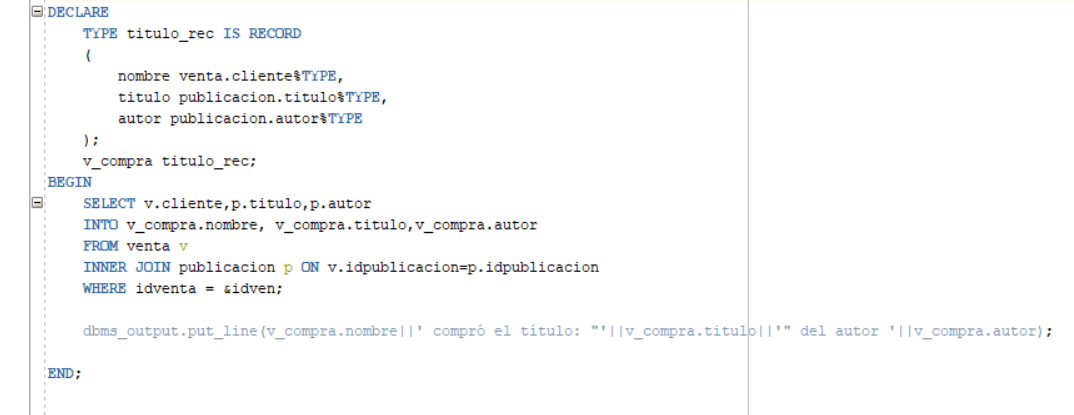 DECLARE
TYPE titulo_rec IS RECORD
(
nombre venta.cliente%TYPE,
titulo publicacion.titulo%TYPE,
autor publicacion.autor%TYPE
);
v_compra titulo_rec;
BEGIN
SELECT v.cliente,p.titulo,p.autor
INTO v_compra.nombre, v_compra.titulo,v_compra.autor
FROM venta v
INNER JOIN publicacion p ON v.idpublicacion=p.idpublicacion
WHERE idventa = &idven;
dbms_output.put_line(v_compra.nombre||' compró el título: "'||v_compra.titulo||'" del autor '||v_compra.autor);
END;